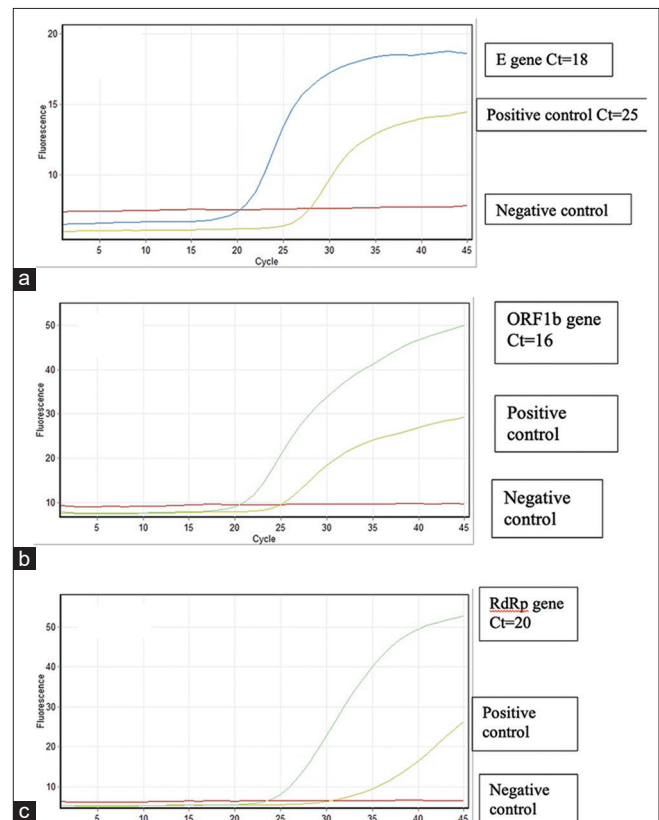 20
15
10
Fluorescence
5 10 15 20 25 30 35 40 45
Cycle
E gene Ct=18
Positive control Ct=25
Negative control
a
50
40
30
20
10
Fluorescence
5 10 15 20 25 30 35 40 45
Cycle
ORF1b gene
Ct=16
Positive
control
Negative
control
b
50
40
30
20
10
Fluorescence
5 10 15 20 25 30 35 40 45
Cycle
RdRp gene
Ct=20
Positive
control
Negative
control
c